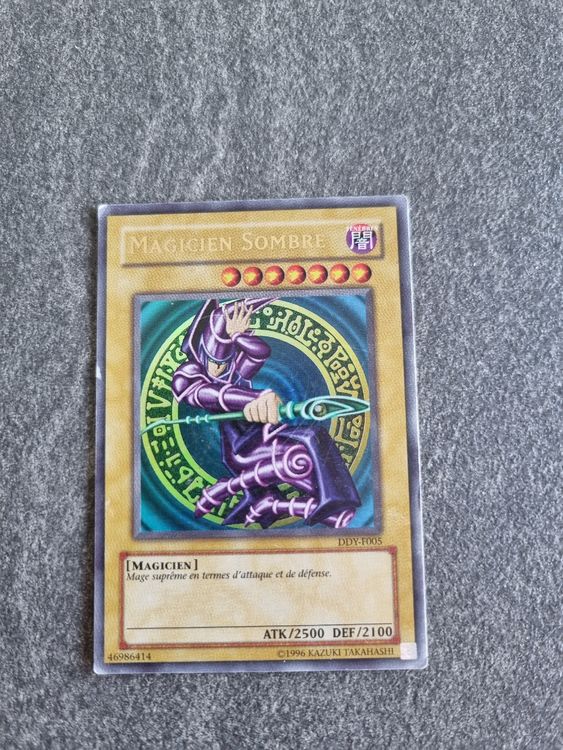 MAGICIEN SOMBRE
TÉNÈBRES
闇
DDY-F005
[MAGICIEN]
Mage suprême en termes d'attaque et de défense.
ATK/2500 DEF/2100
46986414
©1996 KAZUKI TAKAHASHI